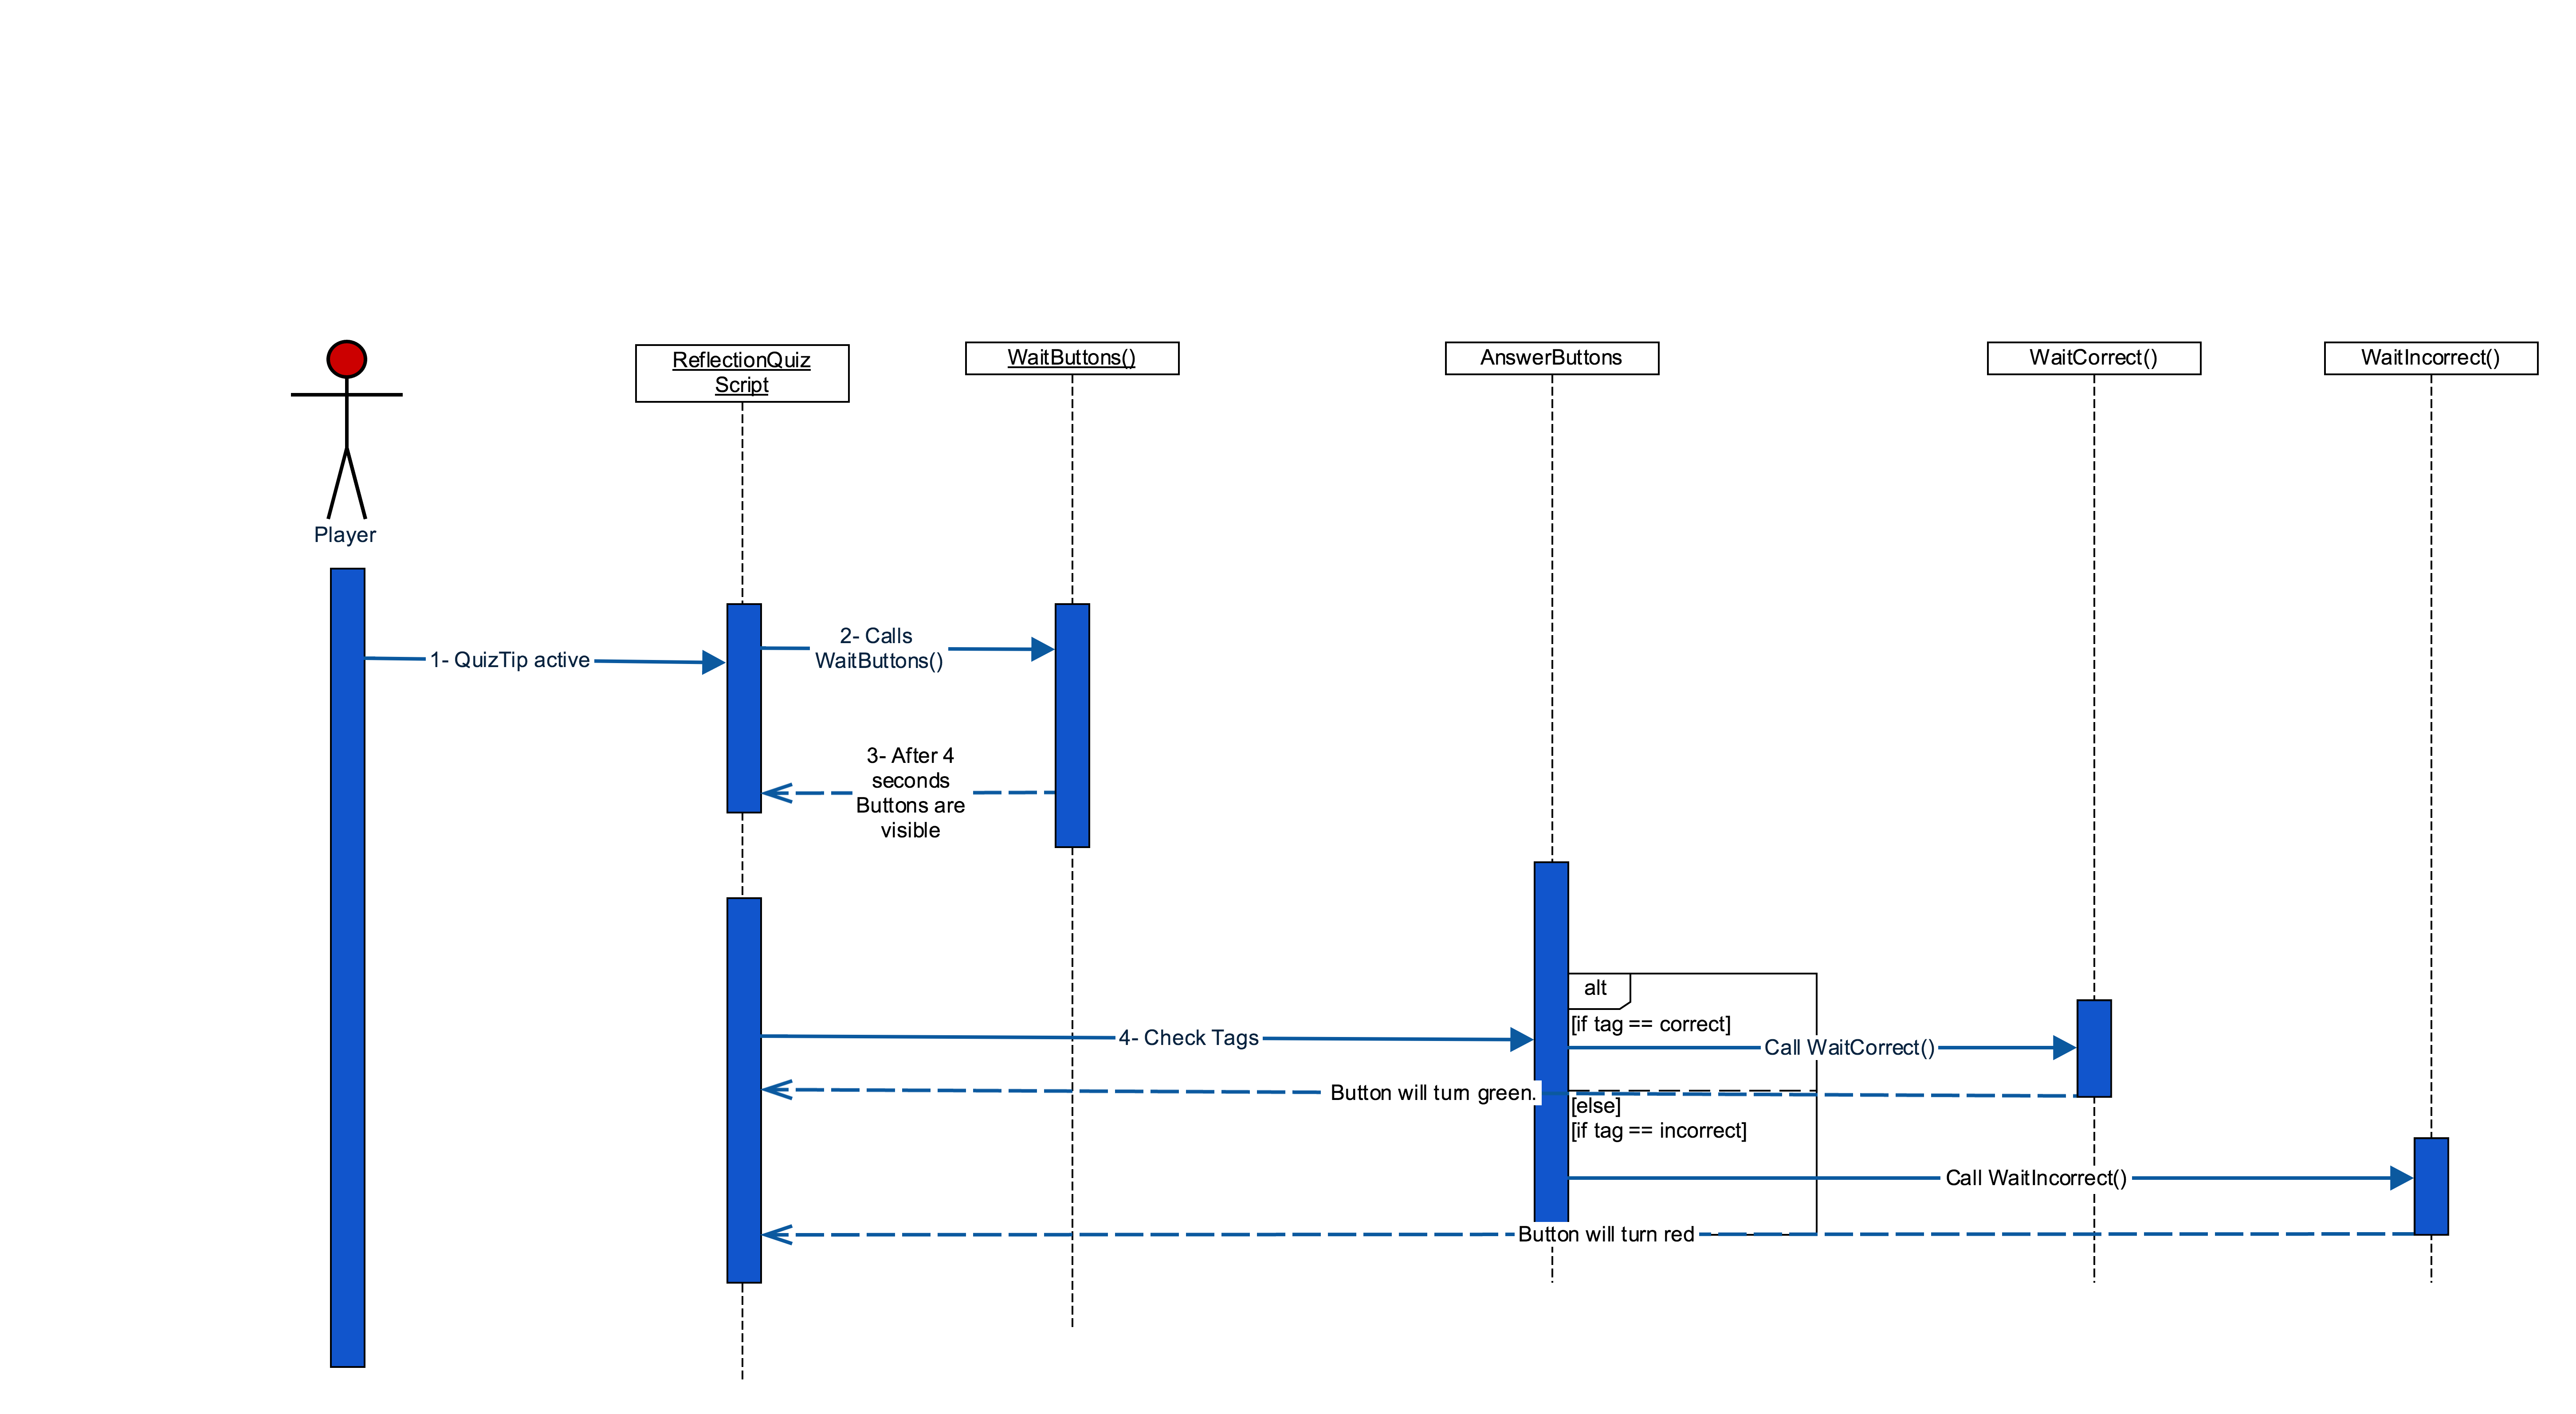 Player
ReflectionQuiz
Script
WaitButtons()
AnswerButtons
WaitCorrect()
WaitIncorrect()
1- QuizTip active
2- Calls
WaitButtons()
3- After 4
seconds
Buttons are
visible
alt
[if tag == correct]
4- Check Tags
Call WaitCorrect()
Button will turn green.
[else]
[if tag == incorrect]
Call WaitIncorrect()
Button will turn red